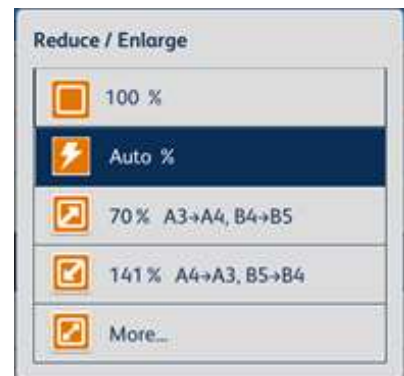 Reduce / Enlarge
100 %
Auto %
70% A3→A4, B4→B5
141% A4→A3, B5→B4
More...